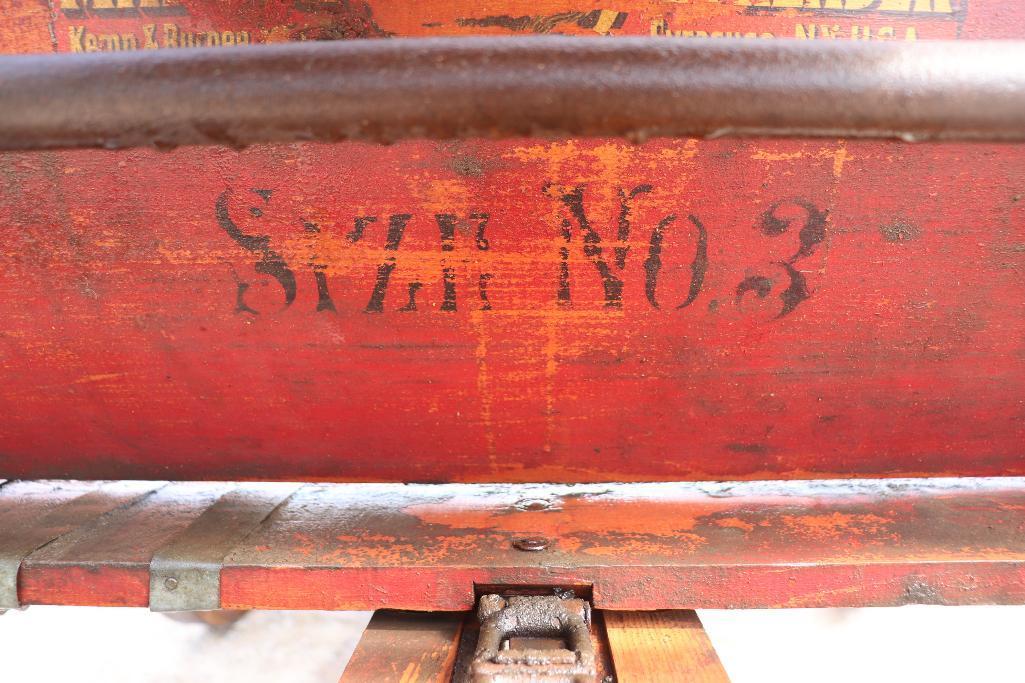 Kemp & Burpee
Syracuse, N.Y. U.S.A.
Size No. 3